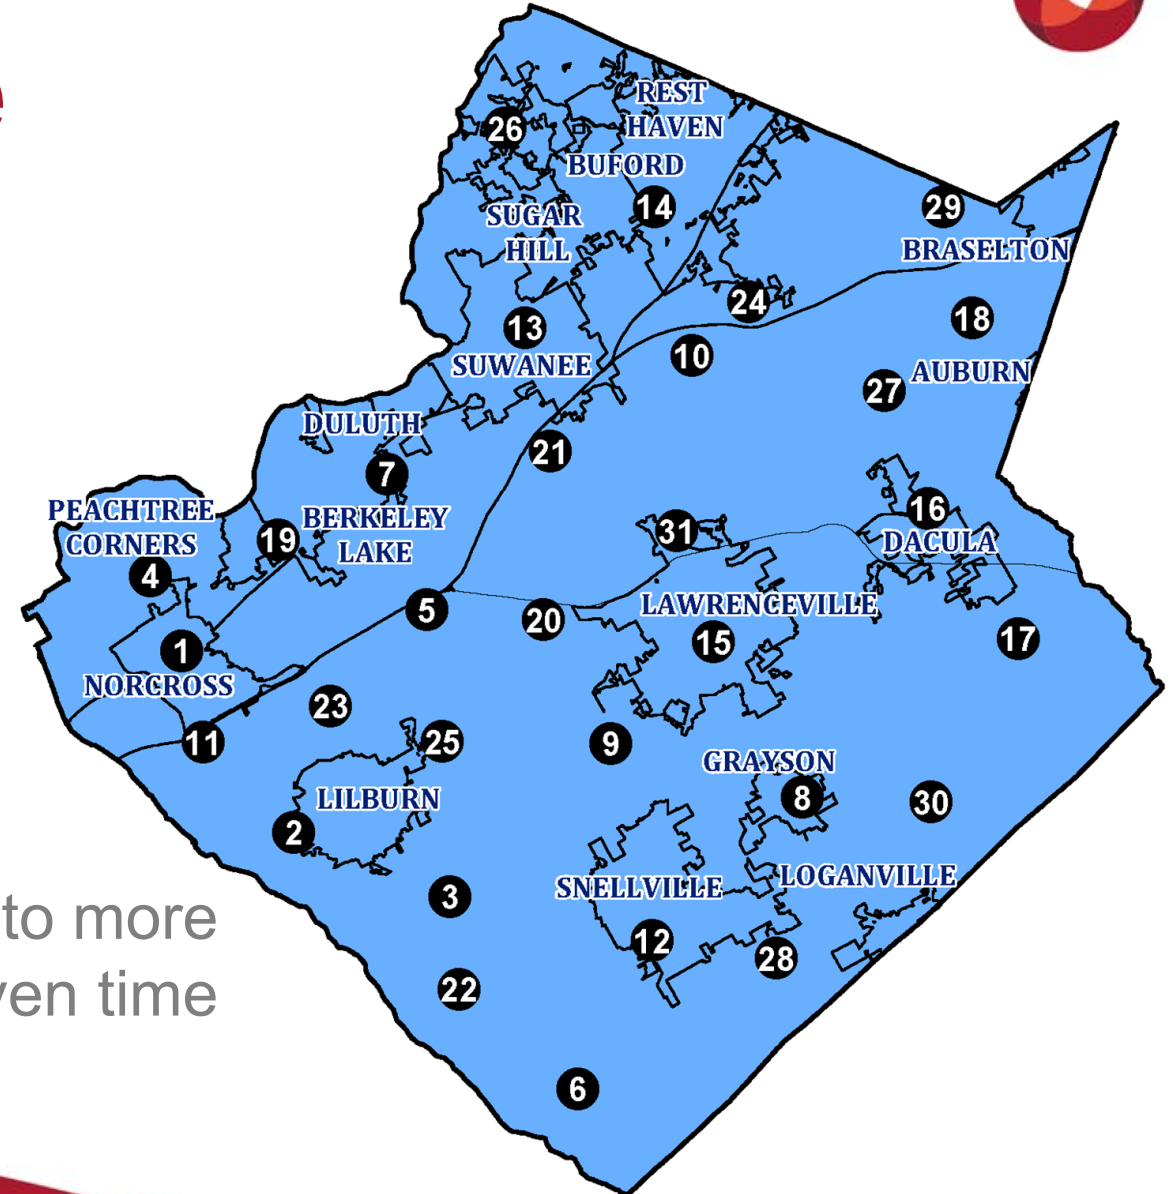 e
REST
HAVEN
26
BUFORD
14
SUGAR
HILL
29
BRASELTON
24
13
18
10
SUWANEE
AUBURN
27
DULUTH
21
7
PEACHTREE
CORNERS
BERKELEY
LAKE
19
16
31
DACULA
4
5
LAWRENCEVILLE
20
15
17
1
NORCROSS
23
11
25
9
GRAYSON
8
30
LILBURN
2
LOGANVILLE
SNELLVILLE
3
to more
12
28
ven time
22
6